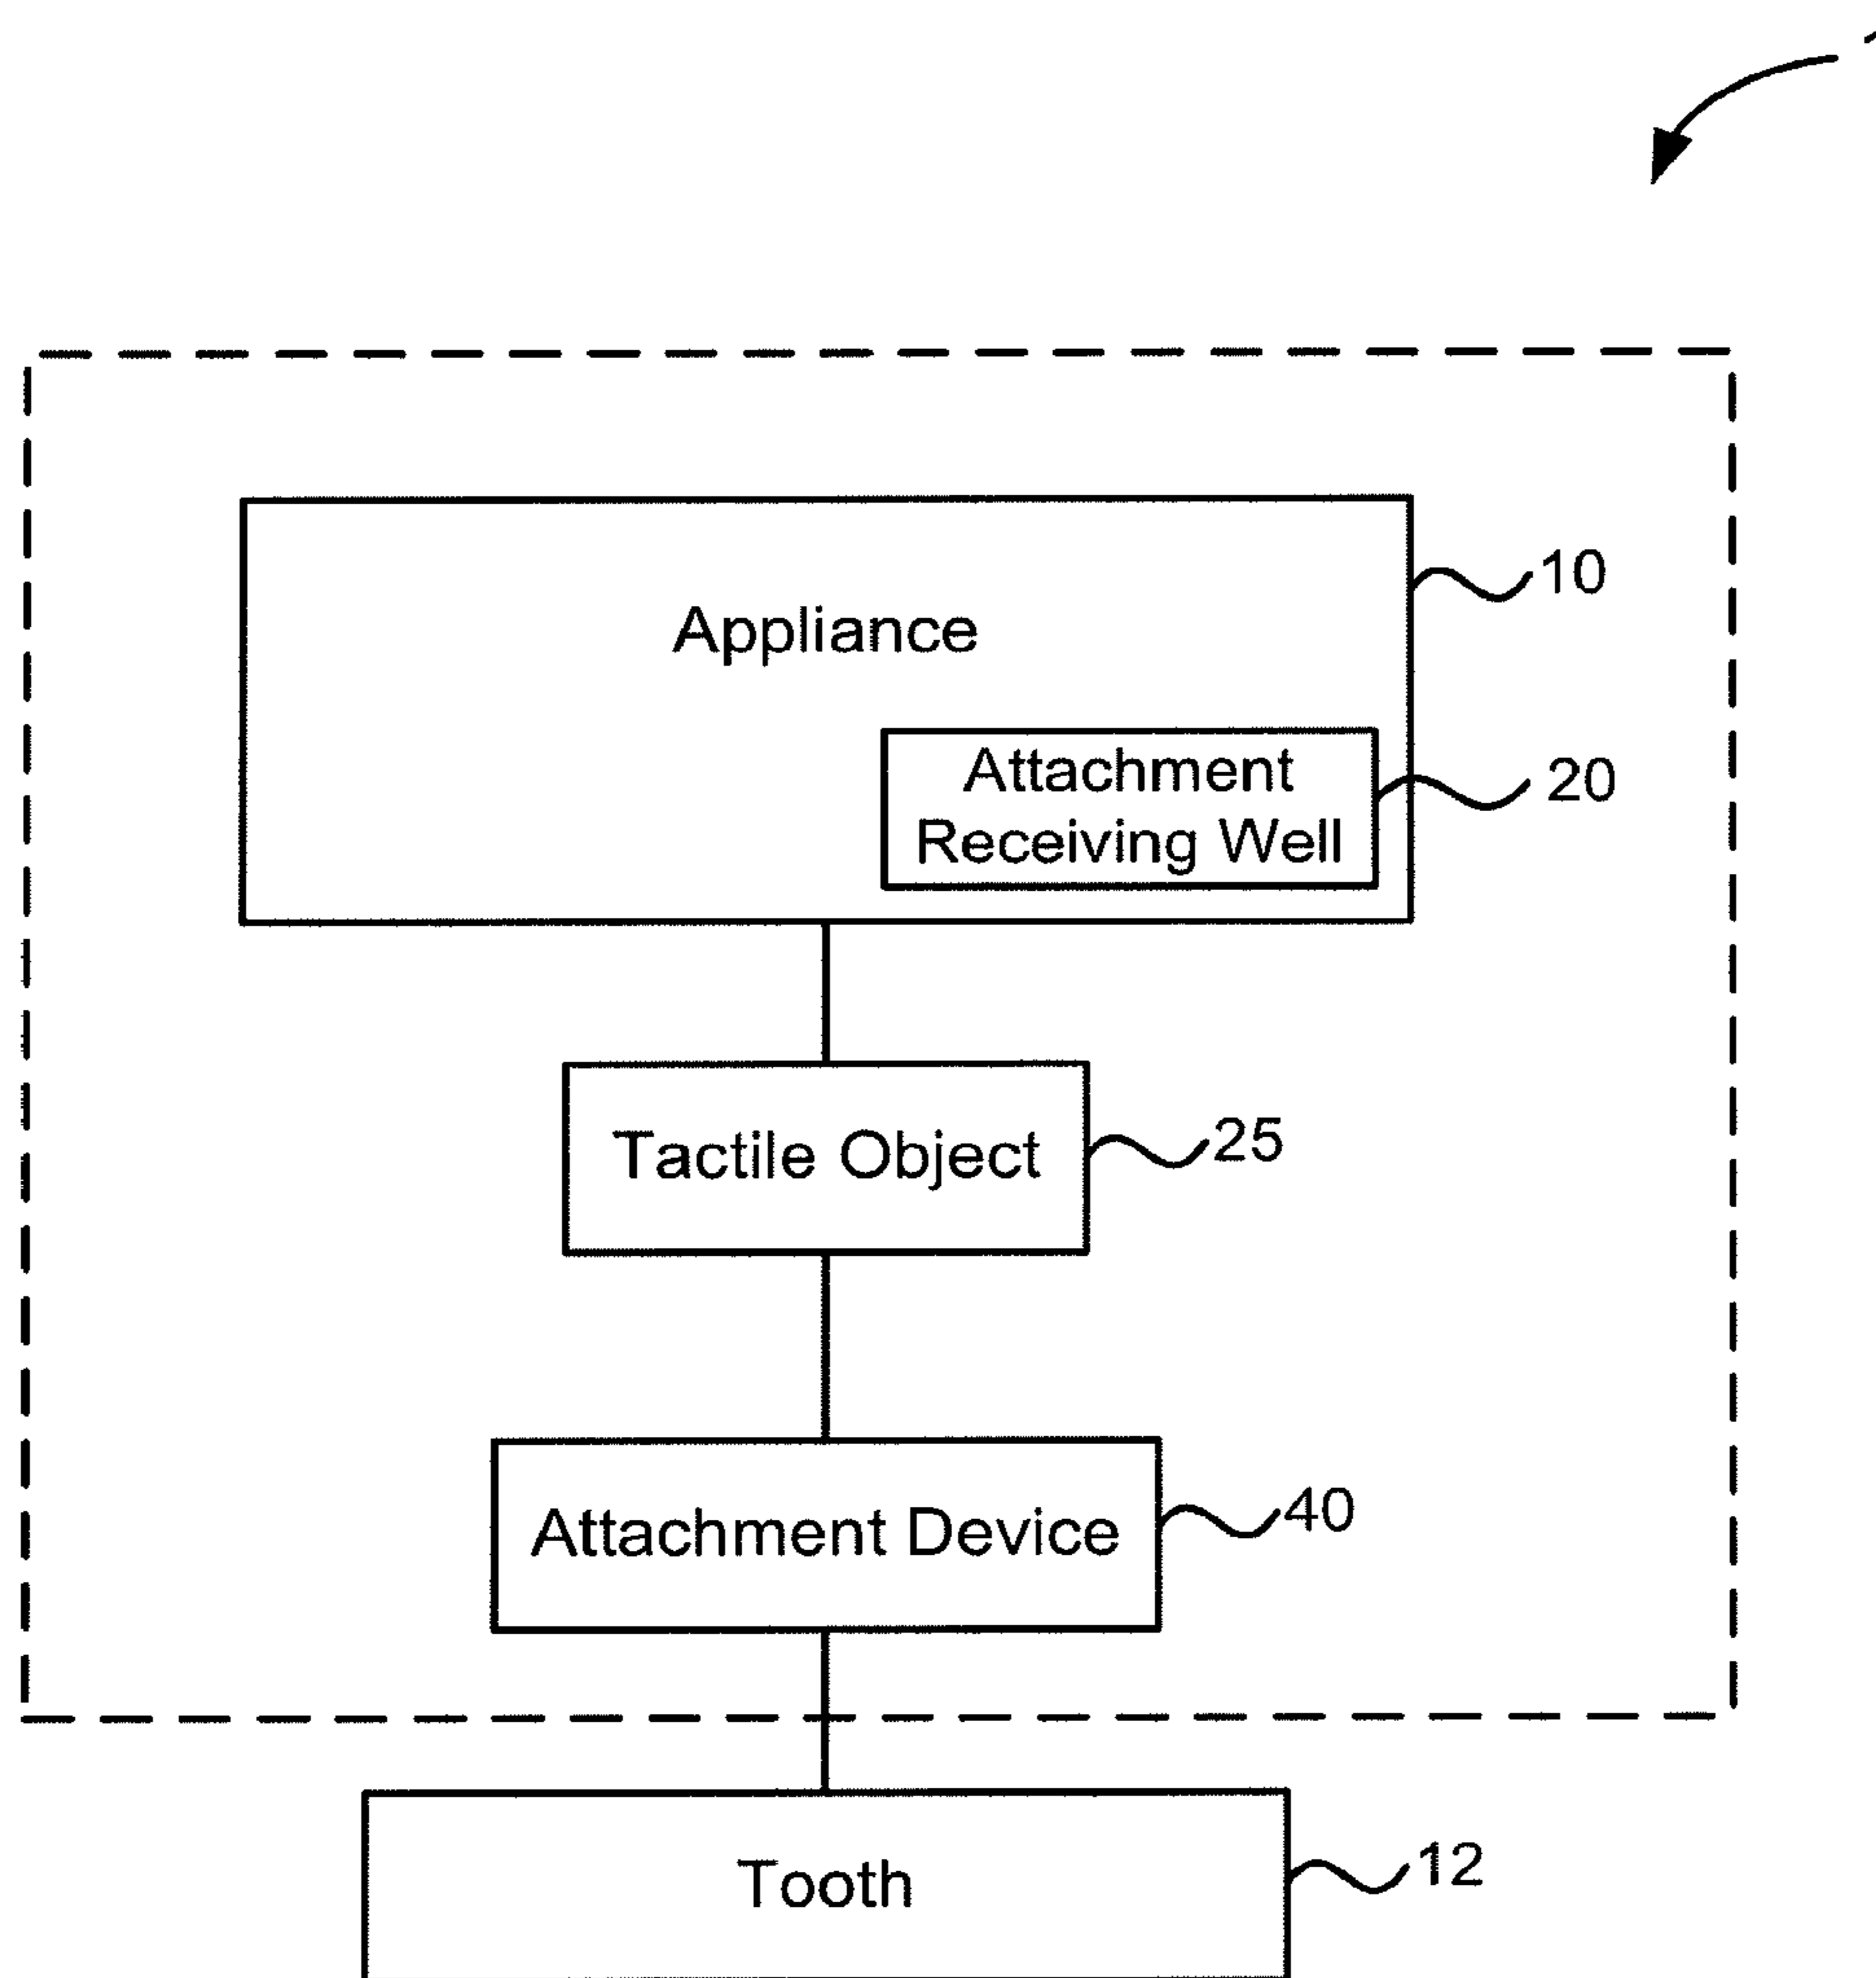 Appliance
10
Attachment
Receiving Well
20
Tactile Object
25
Attachment Device
40
Tooth
12